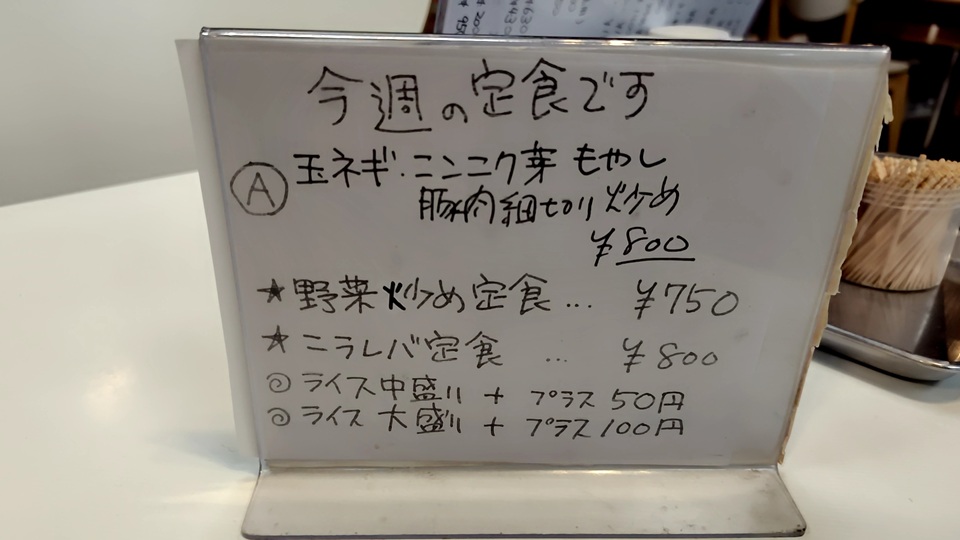 今週の定食です
Ⓐ 玉ネギ・ニンニク芽 もやし
豚肉細切り炒め
¥800
★野菜炒め定食… ¥750
★ニラレバ定食 … ¥800
◎ライス中盛り + プラス 50円
◎ライス 大盛り + プラス 100円